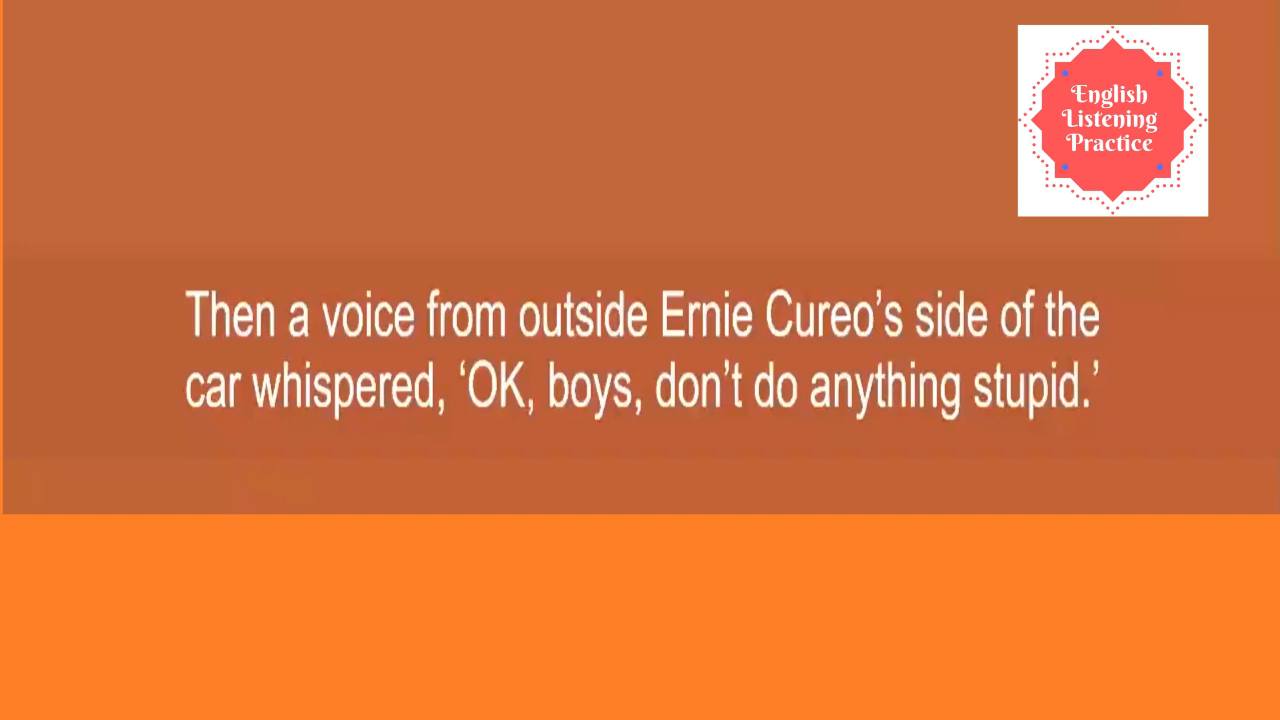 English
Listening
Practice
Then a voice from outside Ernie Cureo’s side of the
car whispered, ‘OK, boys, don’t do anything stupid.’